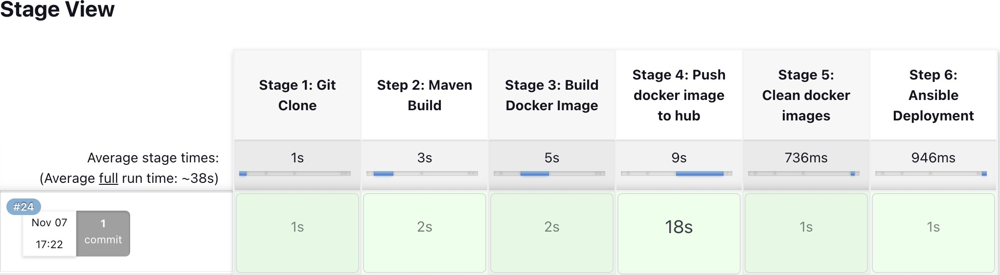 Stage View
Stage 1: Git
Clone
Step 2: Maven
Build
Stage 3: Build
Docker Image
Stage 4: Push
docker image
to hub
Stage 5:
Clean docker
images
Step 6:
Ansible
Deployment
Average stage times:
(Average full run time: ~38s)
1s
3s
5s
9s
736ms
946ms
#24
Nov 07
17:22
1
commit
1s
2s
2s
18s
1s
1s